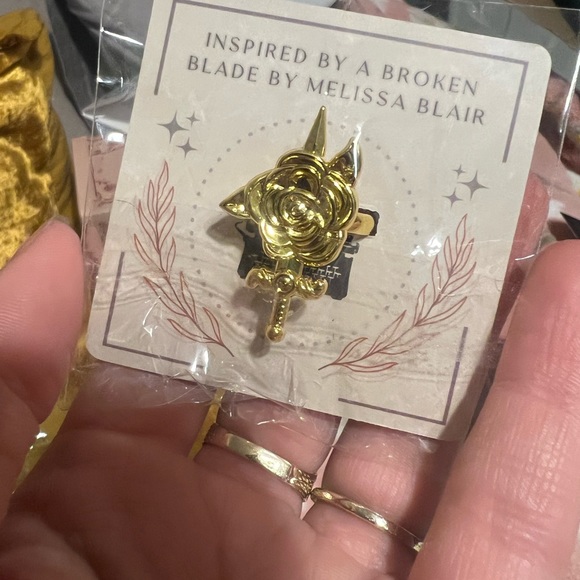 INSPIRED BY A BROKEN
BLADE BY MELISSA BLAIR